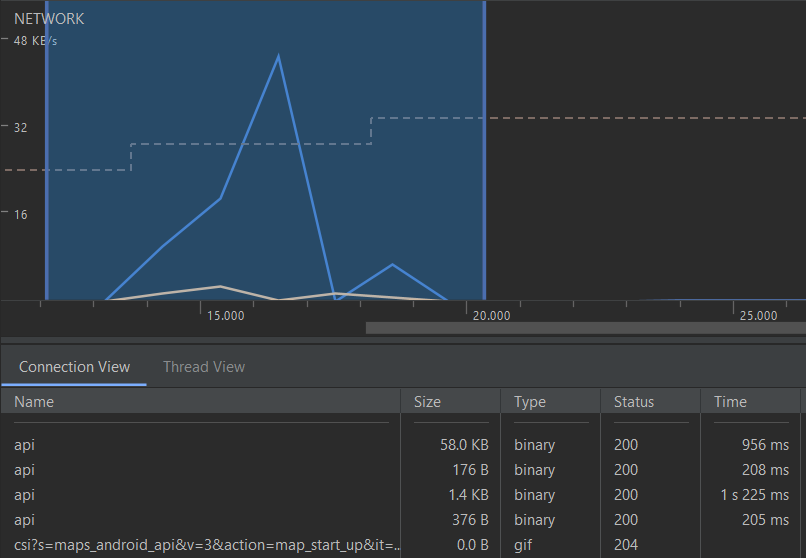 NETWORK
48 KB/s
32
16
15.000 20.000 25.000
Connection View Thread View
Name Size Type Status Time
api 58.0 KB binary 200 956 ms
api 176 B binary 200 208 ms
api 1.4 KB binary 200 1 s 225 ms
api 376 B binary 200 205 ms
csi?s=maps_android_api&v=3&action=map_start_up&it=... 0.0 B gif 204